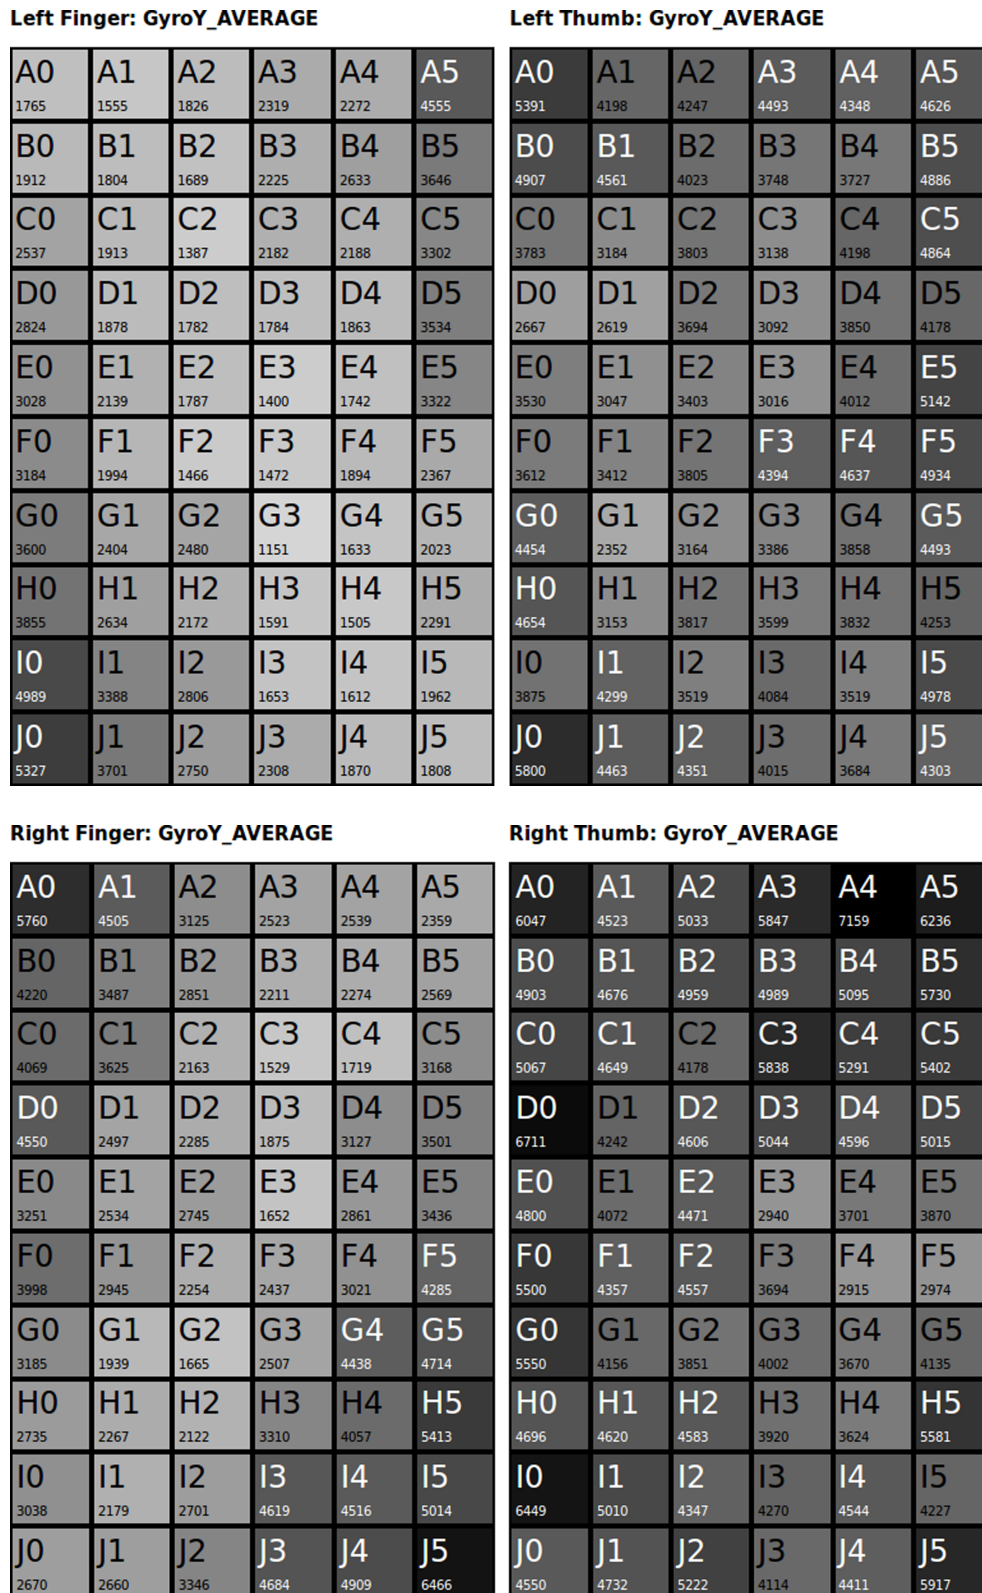 Left Finger: GyroY_AVERAGE
A0 A1 A2 A3 A4 A5
1765 1555 1826 2319 2272 4555
B0 B1 B2 B3 B4 B5
1912 1804 1689 2225 2633 3646
C0 C1 C2 C3 C4 C5
2537 1913 1387 2182 2188 3302
D0 D1 D2 D3 D4 D5
2824 1878 1782 1784 1863 3534
E0 E1 E2 E3 E4 E5
3028 2139 1787 1400 1742 3322
F0 F1 F2 F3 F4 F5
3184 1994 1466 1472 1894 2367
G0 G1 G2 G3 G4 G5
3600 2404 2480 1151 1633 2023
H0 H1 H2 H3 H4 H5
3855 2634 2172 1591 1505 2291
I0 I1 I2 I3 I4 I5
4989 3388 2806 1653 1612 1962
J0 J1 J2 J3 J4 J5
5327 3701 2750 2308 1870 1808
Left Thumb: GyroY_AVERAGE
A0 A1 A2 A3 A4 A5
5391 4198 4247 4493 4348 4626
B0 B1 B2 B3 B4 B5
4907 4561 4023 3748 3727 4886
C0 C1 C2 C3 C4 C5
3783 3184 3803 3138 4198 4864
D0 D1 D2 D3 D4 D5
2667 2619 3694 3092 3850 4178
E0 E1 E2 E3 E4 E5
3530 3047 3403 3016 4012 5142
F0 F1 F2 F3 F4 F5
3612 3412 3805 4394 4637 4934
G0 G1 G2 G3 G4 G5
4454 2352 3164 3386 3858 4493
H0 H1 H2 H3 H4 H5
4654 3153 3817 3599 3832 4253
I0 I1 I2 I3 I4 I5
3875 4299 3519 4084 3519 4978
J0 J1 J2 J3 J4 J5
5800 4463 4351 4015 3684 4303
Right Finger: GyroY_AVERAGE
A0 A1 A2 A3 A4 A5
5760 4505 3125 2523 2539 2359
B0 B1 B2 B3 B4 B5
4220 3487 2851 2211 2274 2569
C0 C1 C2 C3 C4 C5
4069 3625 2163 1529 1719 3168
D0 D1 D2 D3 D4 D5
4550 2497 2285 1875 3127 3501
E0 E1 E2 E3 E4 E5
3251 2534 2745 1652 2861 3436
F0 F1 F2 F3 F4 F5
3998 2945 2254 2437 3021 4285
G0 G1 G2 G3 G4 G5
3185 1939 1665 2507 4438 4714
H0 H1 H2 H3 H4 H5
2735 2267 2122 3310 4057 5413
I0 I1 I2 I3 I4 I5
3038 2179 2701 4619 4516 5014
J0 J1 J2 J3 J4 J5
2670 2660 3346 4684 4909 6466
Right Thumb: GyroY_AVERAGE
A0 A1 A2 A3 A4 A5
6047 4523 5033 5847 7159 6236
B0 B1 B2 B3 B4 B5
4903 4676 4959 4989 5095 5730
C0 C1 C2 C3 C4 C5
5067 4649 4178 5838 5291 5402
D0 D1 D2 D3 D4 D5
6711 4242 4606 5044 4596 5015
E0 E1 E2 E3 E4 E5
4800 4072 4471 2940 3701 3870
F0 F1 F2 F3 F4 F5
5500 4357 4557 3694 2915 2974
G0 G1 G2 G3 G4 G5
5550 4156 3851 4002 3670 4135
H0 H1 H2 H3 H4 H5
4696 4620 4583 3920 3624 5581
I0 I1 I2 I3 I4 I5
6449 5010 4347 4270 4544 4227
J0 J1 J2 J3 J4 J5
4550 4732 5222 4114 4411 5917